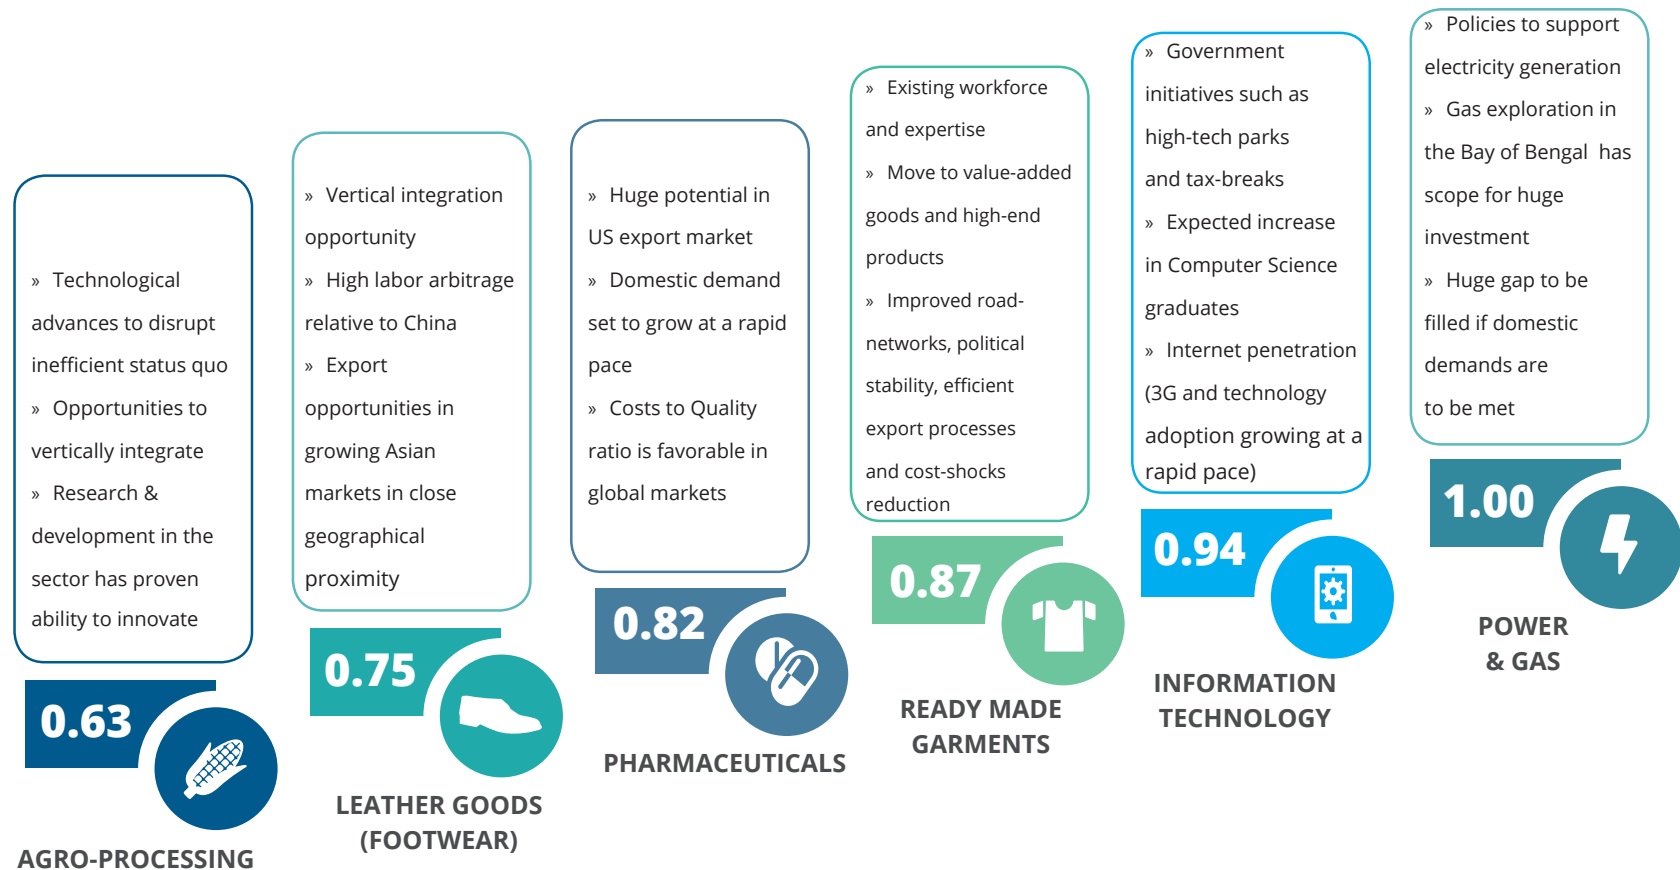 » Technological
advances to disrupt
inefficient status quo
» Opportunities to
vertically integrate
» Research &
development in the
sector has proven
ability to innovate
0.63
AGRO-PROCESSING
» Vertical integration
opportunity
» High labor arbitrage
relative to China
» Export
opportunities in
growing Asian
markets in close
geographical
proximity
0.75
LEATHER GOODS
(FOOTWEAR)
» Huge potential in
US export market
» Domestic demand
set to grow at a rapid
pace
» Costs to Quality
ratio is favorable in
global markets
0.82
PHARMACEUTICALS
» Existing workforce
and expertise
» Move to value-added
goods and high-end
products
» Improved road-
networks, political
stability, efficient
export processes
and cost-shocks
reduction
0.87
READY MADE
GARMENTS
» Government
initiatives such as
high-tech parks
and tax-breaks
» Expected increase
in Computer Science
graduates
» Internet penetration
(3G and technology
adoption growing at a
rapid pace)
0.94
INFORMATION
TECHNOLOGY
» Policies to support
electricity generation
» Gas exploration in
the Bay of Bengal has
scope for huge
investment
» Huge gap to be
filled if domestic
demands are
to be met
1.00
POWER
& GAS